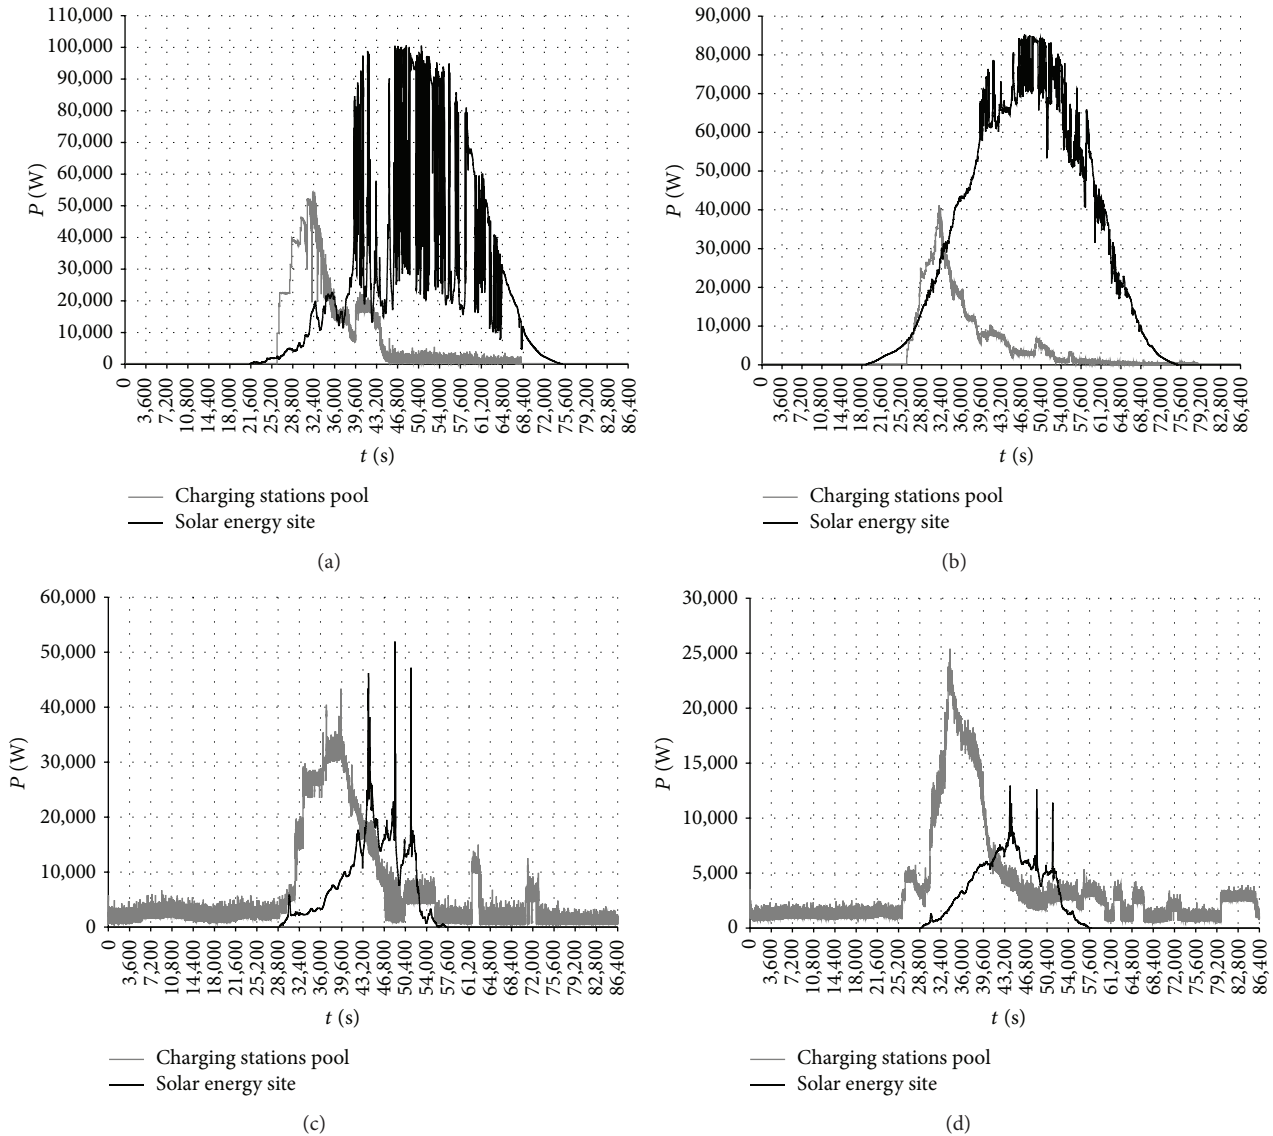 110,000
100,000
90,000
80,000
70,000
60,000
50,000
40,000
30,000
20,000
10,000
0
P (W)
0 3,600 7,200 10,800 14,400 18,000 21,600 25,200 28,800 32,400 36,000 39,600 43,200 46,800 50,400 54,000 57,600 61,200 64,800 68,400 72,000 75,600 79,200 82,800 86,400
t (s)
Charging stations pool
Solar energy site
(a)
90,000
80,000
70,000
60,000
50,000
40,000
30,000
20,000
10,000
0
P (W)
0 3,600 7,200 10,800 14,400 18,000 21,600 25,200 28,800 32,400 36,000 39,600 43,200 46,800 50,400 54,000 57,600 61,200 64,800 68,400 72,000 75,600 79,200 82,800 86,400
t (s)
Charging stations pool
Solar energy site
(b)
60,000
50,000
40,000
30,000
20,000
10,000
0
P (W)
0 3,600 7,200 10,800 14,400 18,000 21,600 25,200 28,800 32,400 36,000 39,600 43,200 46,800 50,400 54,000 57,600 61,200 64,800 68,400 72,000 75,600 79,200 82,800 86,400
t (s)
Charging stations pool
Solar energy site
(c)
30,000
25,000
20,000
15,000
10,000
5,000
0
P (W)
0 3,600 7,200 10,800 14,400 18,000 21,600 25,200 28,800 32,400 36,000 39,600 43,200 46,800 50,400 54,000 57,600 61,200 64,800 68,400 72,000 75,600 79,200 82,800 86,400
t (s)
Charging stations pool
Solar energy site
(d)